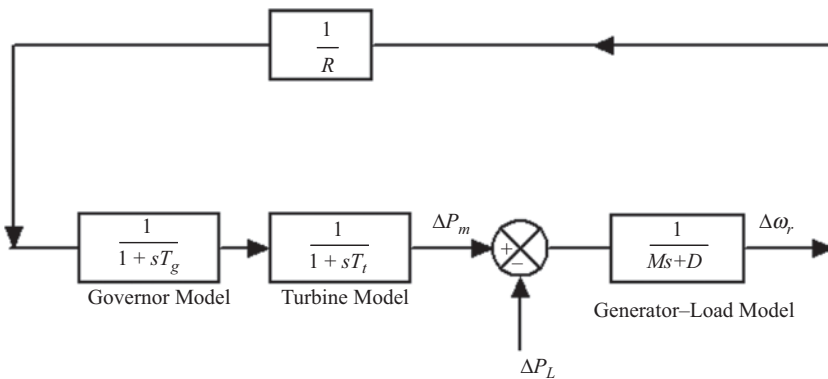 1
R
1
1 + sT_g
1
1 + sT_t
ΔP_m
+
−
1
Ms+D
Δω_r
Governor Model
Turbine Model
Generator–Load Model
ΔP_L